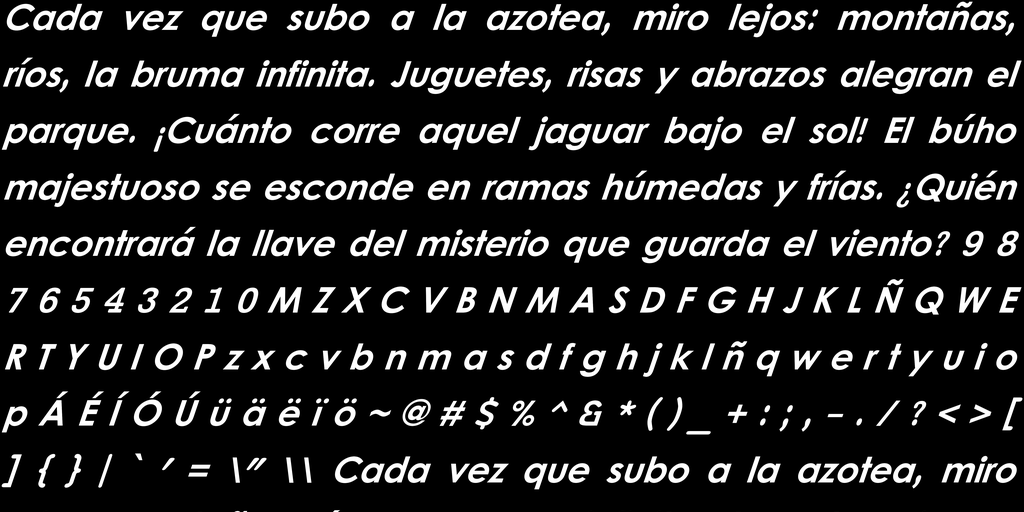 Cada vez que subo a la azotea, miro lejos: montañas,
ríos, la bruma infinita. Juguetes, risas y abrazos alegran el
parque. ¡Cuánto corre aquel jaguar bajo el sol! El búho
majestuoso se esconde en ramas húmedas y frías. ¿Quién
encontrará la llave del misterio que guarda el viento? 9 8
7 6 5 4 3 2 1 0 M Z X C V B N M A S D F G H J K L Ñ Q W E
R T Y U I O P z x c v b n m a s d f g h j k l ñ q w e r t y u i o
p Á É Í Ó Ú ü ä ë ï ö ~ @ # $ % ^ & * ( ) _ + : ; , - . / ? < > [
] { } | ` ' = \" \\ Cada vez que subo a la azotea, miro